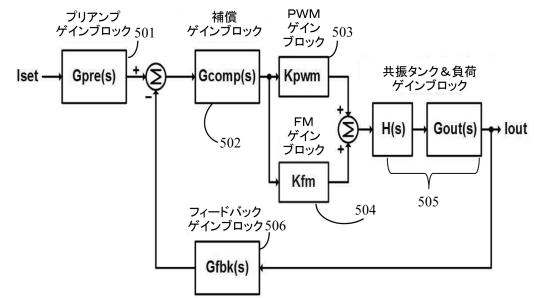 プリアンプ
ゲインブロック 501
補償
ゲインブロック
PWM
ゲイン
ブロック
503
共振タンク&負荷
ゲインブロック
Iset
Gpre(s)
+
−
Σ
Gcomp(s)
502
Kpwm
FM
ゲイン
ブロック
Kfm
504
+
+
Σ
H(s)
Gout(s)
Iout
505
フィードバック
ゲインブロック 506
Gfbk(s)